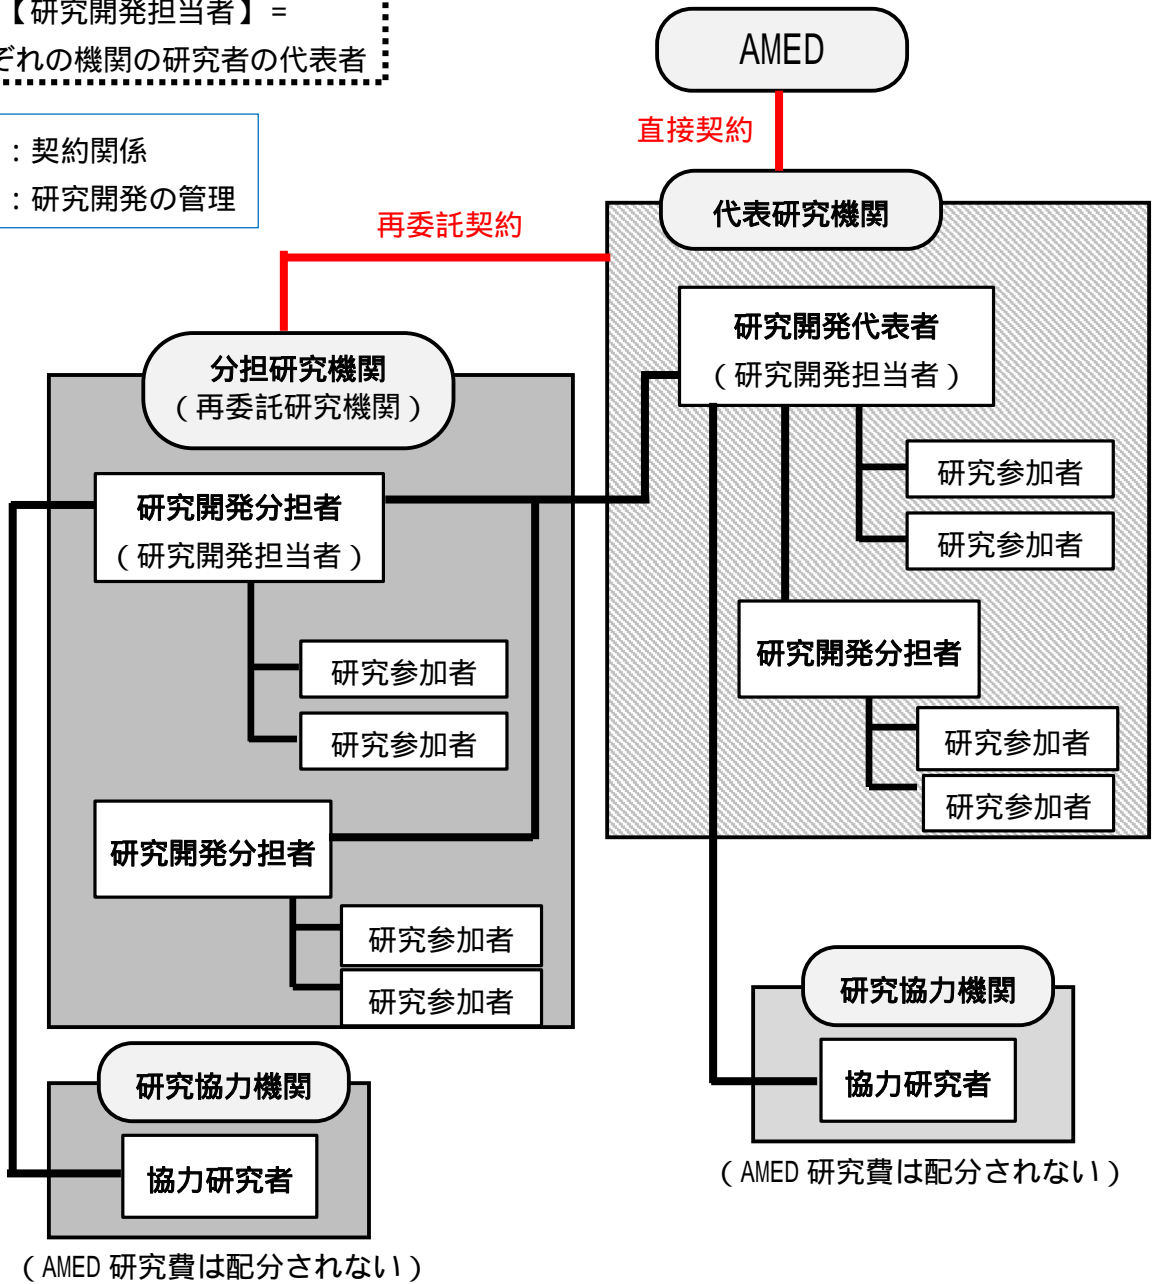 【研究開発担当者】=
ぞれの機関の研究者の代表者
：契約関係
：研究開発の管理
AMED
直接契約
代表研究機関
再委託契約
研究開発代表者
（研究開発担当者）
研究参加者
研究参加者
研究開発分担者
研究参加者
研究参加者
分担研究機関
（再委託研究機関）
研究開発分担者
（研究開発担当者）
研究参加者
研究参加者
研究開発分担者
研究参加者
研究参加者
研究協力機関
協力研究者
（AMED 研究費は配分されない）
研究協力機関
協力研究者
（AMED 研究費は配分されない）